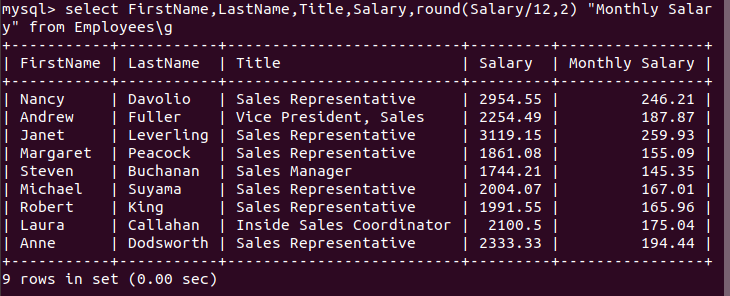 mysql> select FirstName,LastName,Title,Salary,round(Salary/12,2) "Monthly Salar
y" from Employees\g
+-----------+-----------+--------------------------+---------+----------------+
| FirstName | LastName  | Title                    | Salary  | Monthly Salary |
+-----------+-----------+--------------------------+---------+----------------+
| Nancy     | Davolio   | Sales Representative     | 2954.55 |         246.21 |
| Andrew    | Fuller    | Vice President, Sales    | 2254.49 |         187.87 |
| Janet     | Leverling | Sales Representative     | 3119.15 |         259.93 |
| Margaret  | Peacock   | Sales Representative     | 1861.08 |         155.09 |
| Steven    | Buchanan  | Sales Manager            | 1744.21 |         145.35 |
| Michael   | Suyama    | Sales Representative     | 2004.07 |         167.01 |
| Robert    | King      | Sales Representative     | 1991.55 |         165.96 |
| Laura     | Callahan  | Inside Sales Coordinator |  2100.5 |         175.04 |
| Anne      | Dodsworth | Sales Representative     | 2333.33 |         194.44 |
+-----------+-----------+--------------------------+---------+----------------+
9 rows in set (0.00 sec)